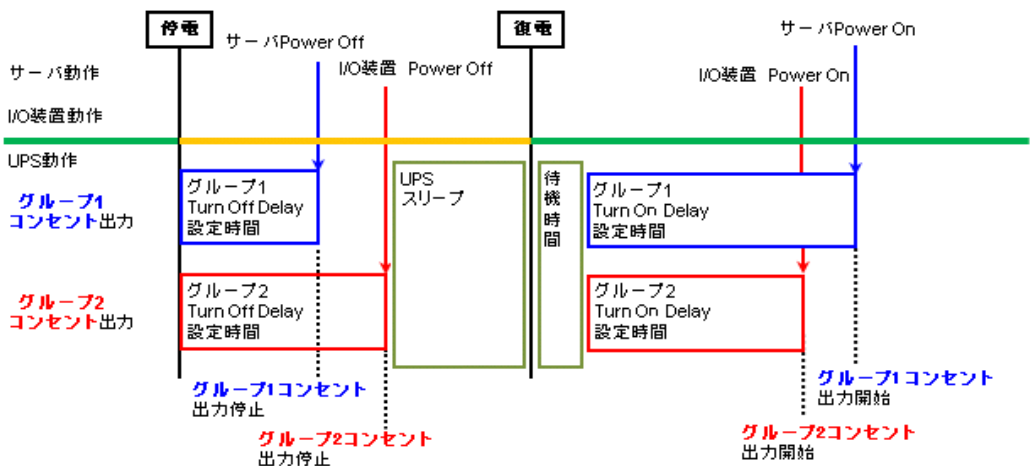 停電
復電
サーバPower Off
サーバPower On
I/O装置 Power Off
I/O装置 Power On
サーバ動作
I/O装置動作
UPS動作
グループ1
コンセント出力
グループ1
Turn Off Delay
設定時間
UPS
スリープ
待機時間
グループ1
Turn On Delay
設定時間
グループ2
コンセント出力
グループ2
Turn Off Delay
設定時間
グループ2
Turn On Delay
設定時間
グループ1コンセント
出力停止
グループ1コンセント
出力開始
グループ2コンセント
出力停止
グループ2コンセント
出力開始